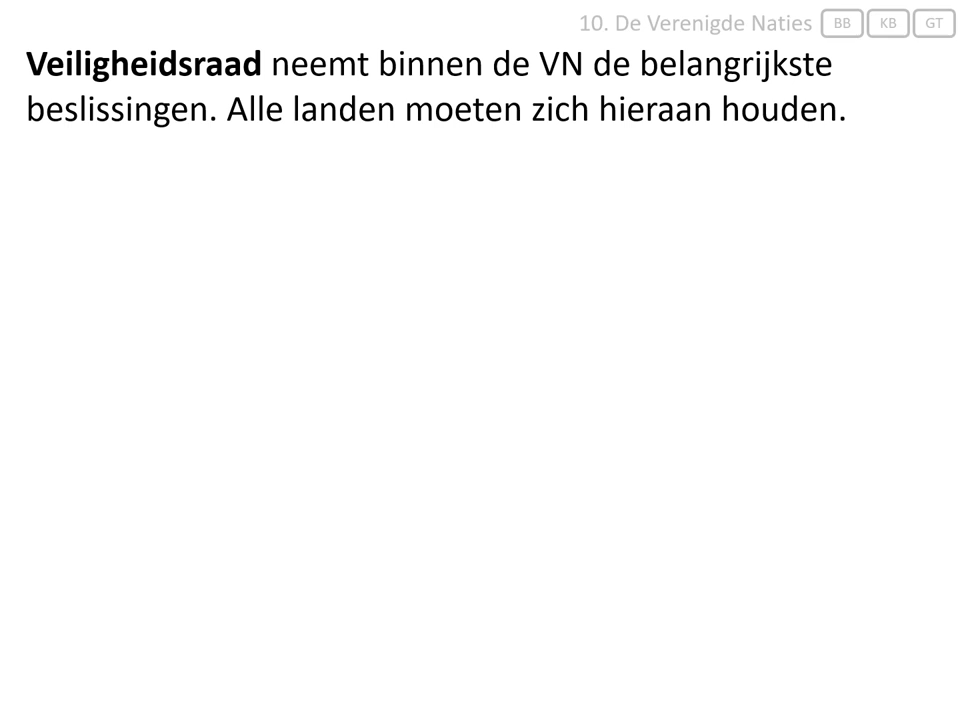 10. De Verenigde Naties BB KB GT
Veiligheidsraad neemt binnen de VN de belangrijkste
beslissingen. Alle landen moeten zich hieraan houden.